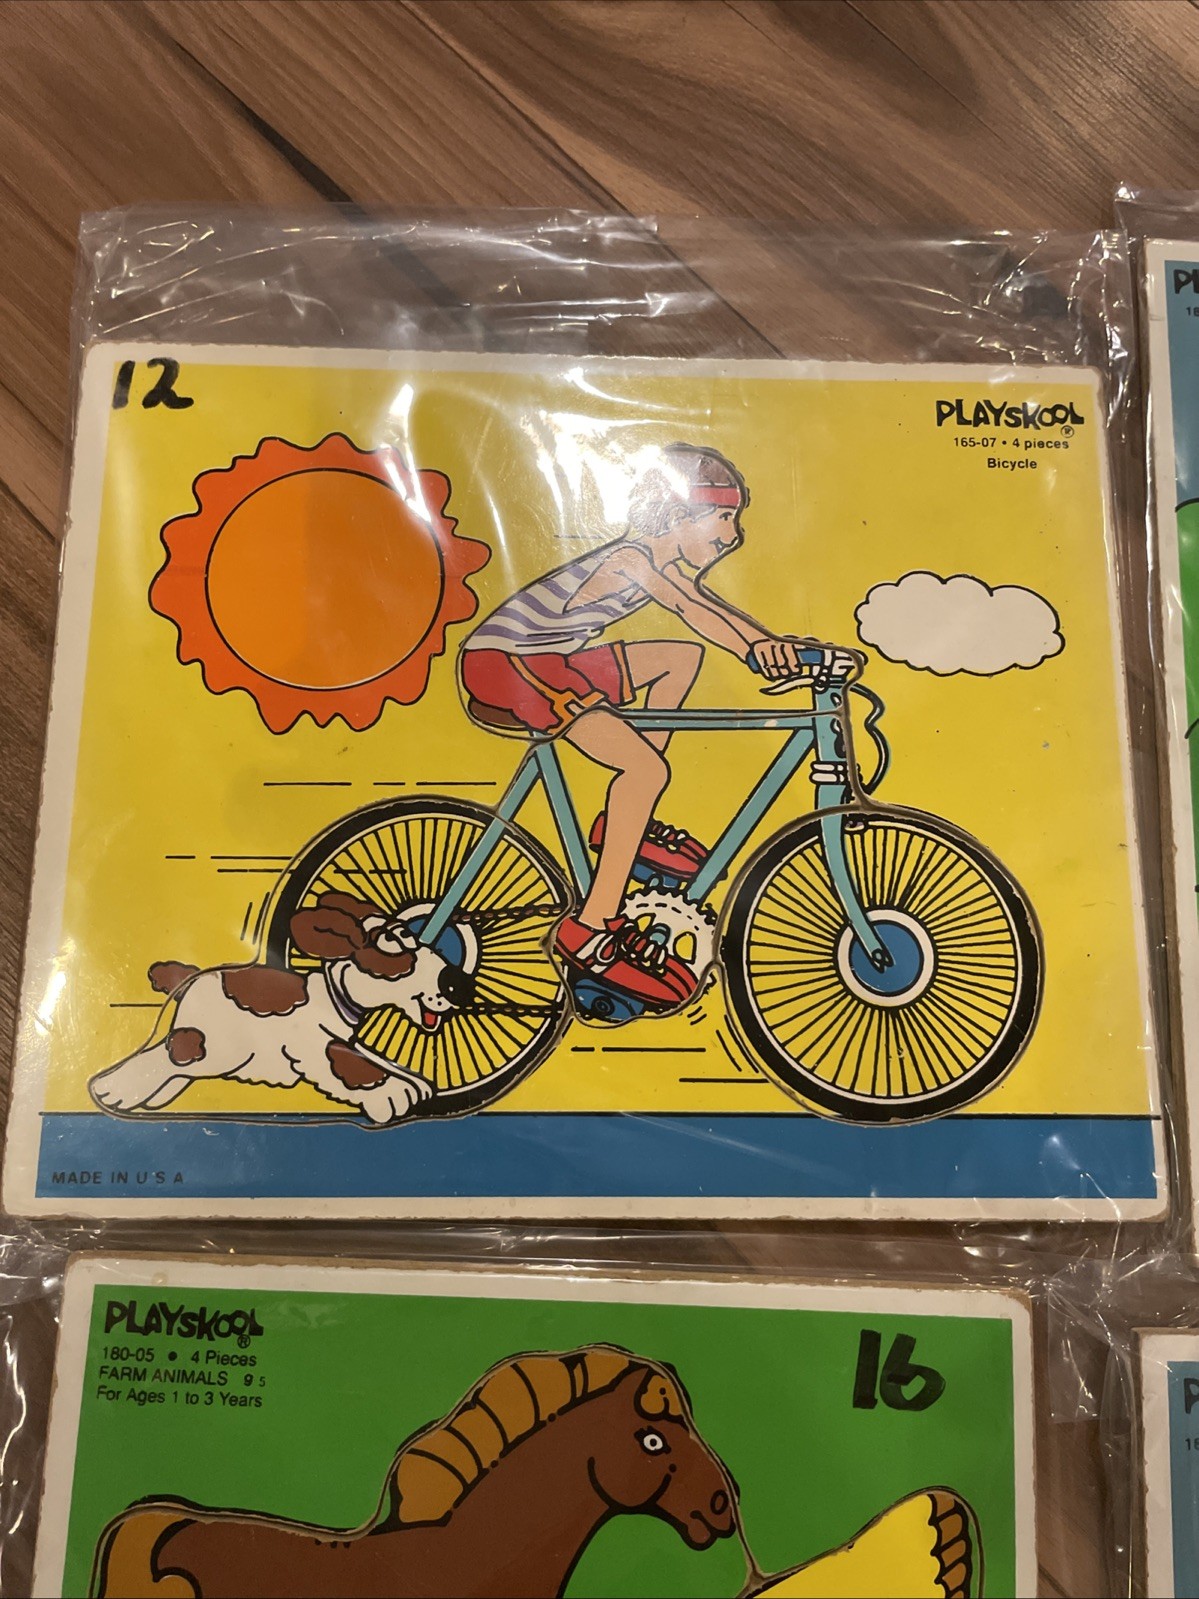 12
PLAYSKOOL®
165-07 • 4 pieces
Bicycle
MADE IN U S A
PLAYSKOOL®
180-05 • 4 Pieces
FARM ANIMALS 9 5
For Ages 1 to 3 Years
16